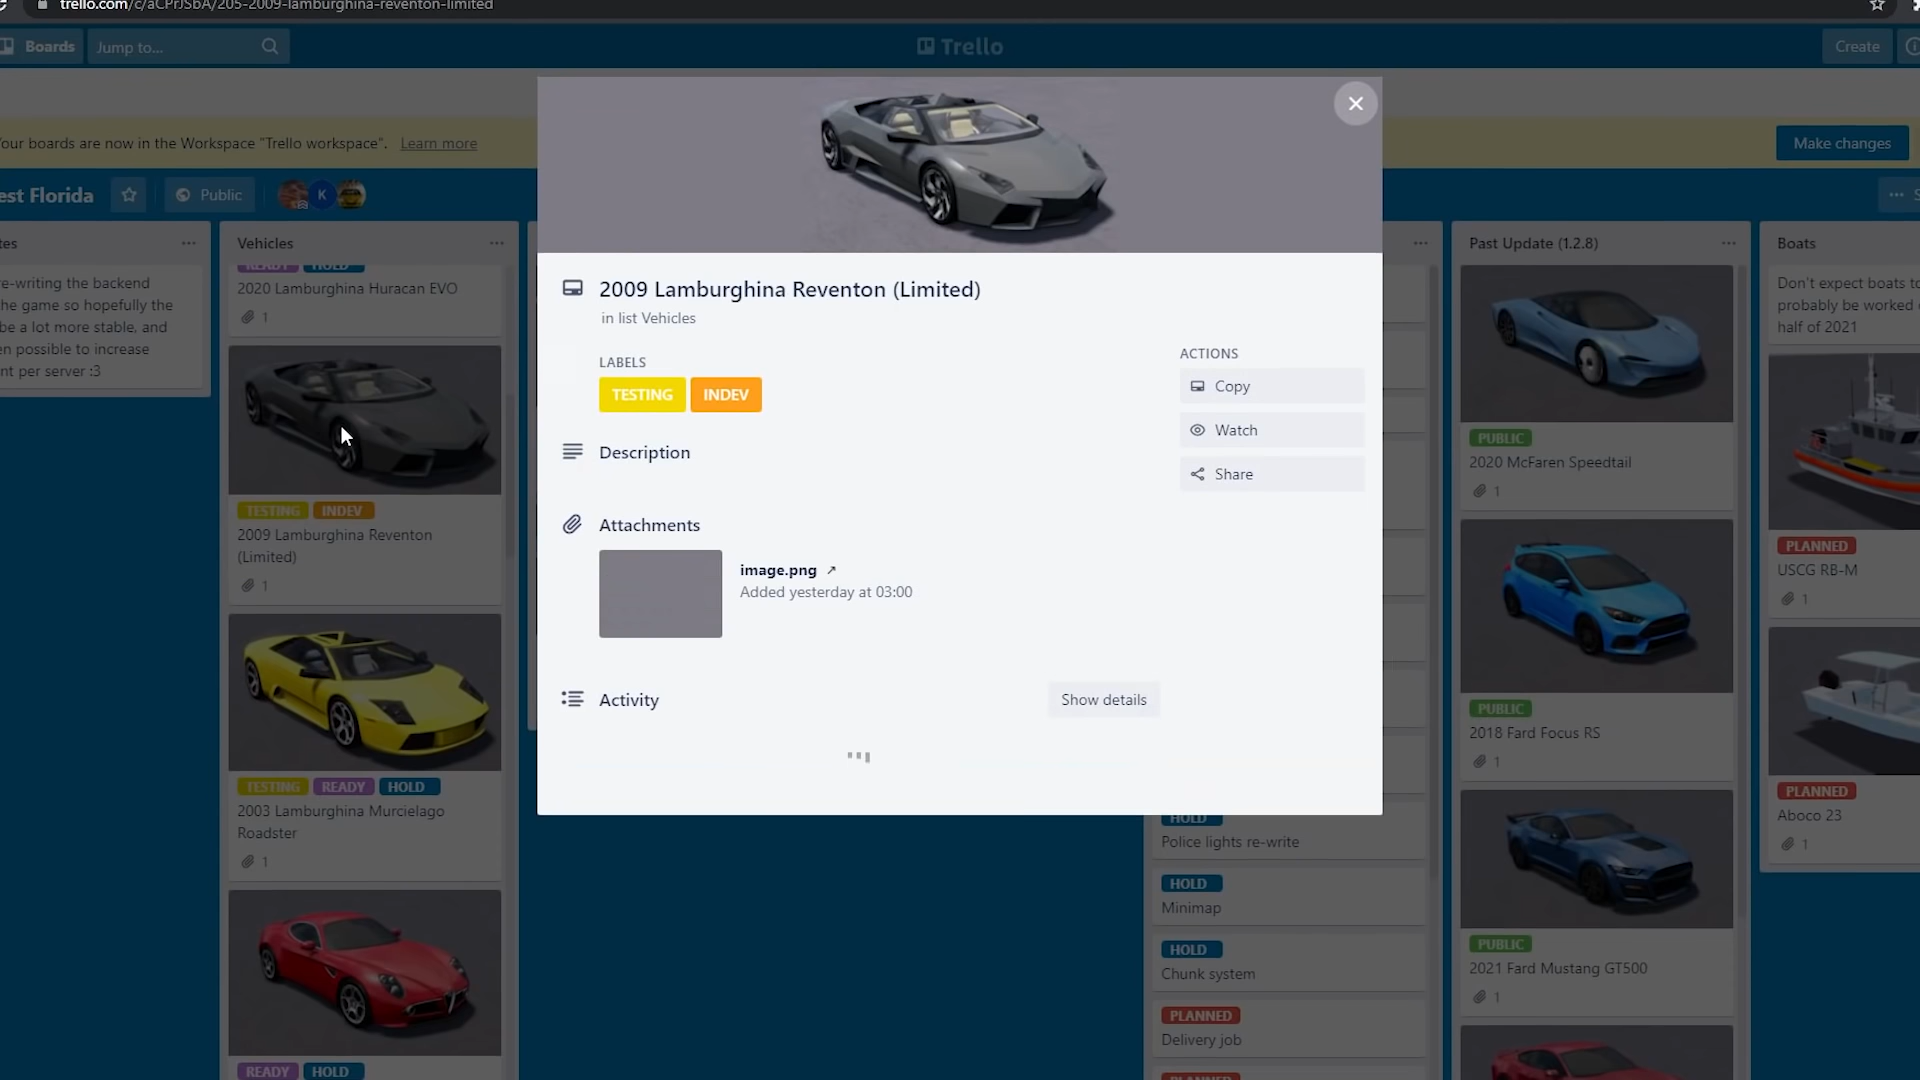 trello.com/c/aCPrJSbA/205-2009-lamburghina-reventon-limited
Boards
Jump to...
Trello
Create
our boards are now in the Workspace "Trello workspace".
Learn more
Make changes
est Florida
Public
K
tes
e-writing the backend
he game so hopefully the
be a lot more stable, and
en possible to increase
nt per server :3
Vehicles
READY
HOLD
2020 Lamburghina Huracan EVO
1
TESTING
INDEV
2009 Lamburghina Reventon
(Limited)
1
TESTING
READY
HOLD
2003 Lamburghina Murcielago
Roadster
1
READY
HOLD
2009 Lamburghina Reventon (Limited)
in list Vehicles
LABELS
TESTING
INDEV
Description
Attachments
image.png ↗
Added yesterday at 03:00
Activity
Show details
ACTIONS
Copy
Watch
Share
HOLD
Police lights re-write
HOLD
Minimap
HOLD
Chunk system
PLANNED
Delivery job
PLANNED
Past Update (1.2.8)
PUBLIC
2020 McFaren Speedtail
1
PUBLIC
2018 Fard Focus RS
1
PUBLIC
2021 Fard Mustang GT500
1
Boats
Don't expect boats to
probably be worked o
half of 2021
PLANNED
USCG RB-M
1
PLANNED
Aboco 23
1